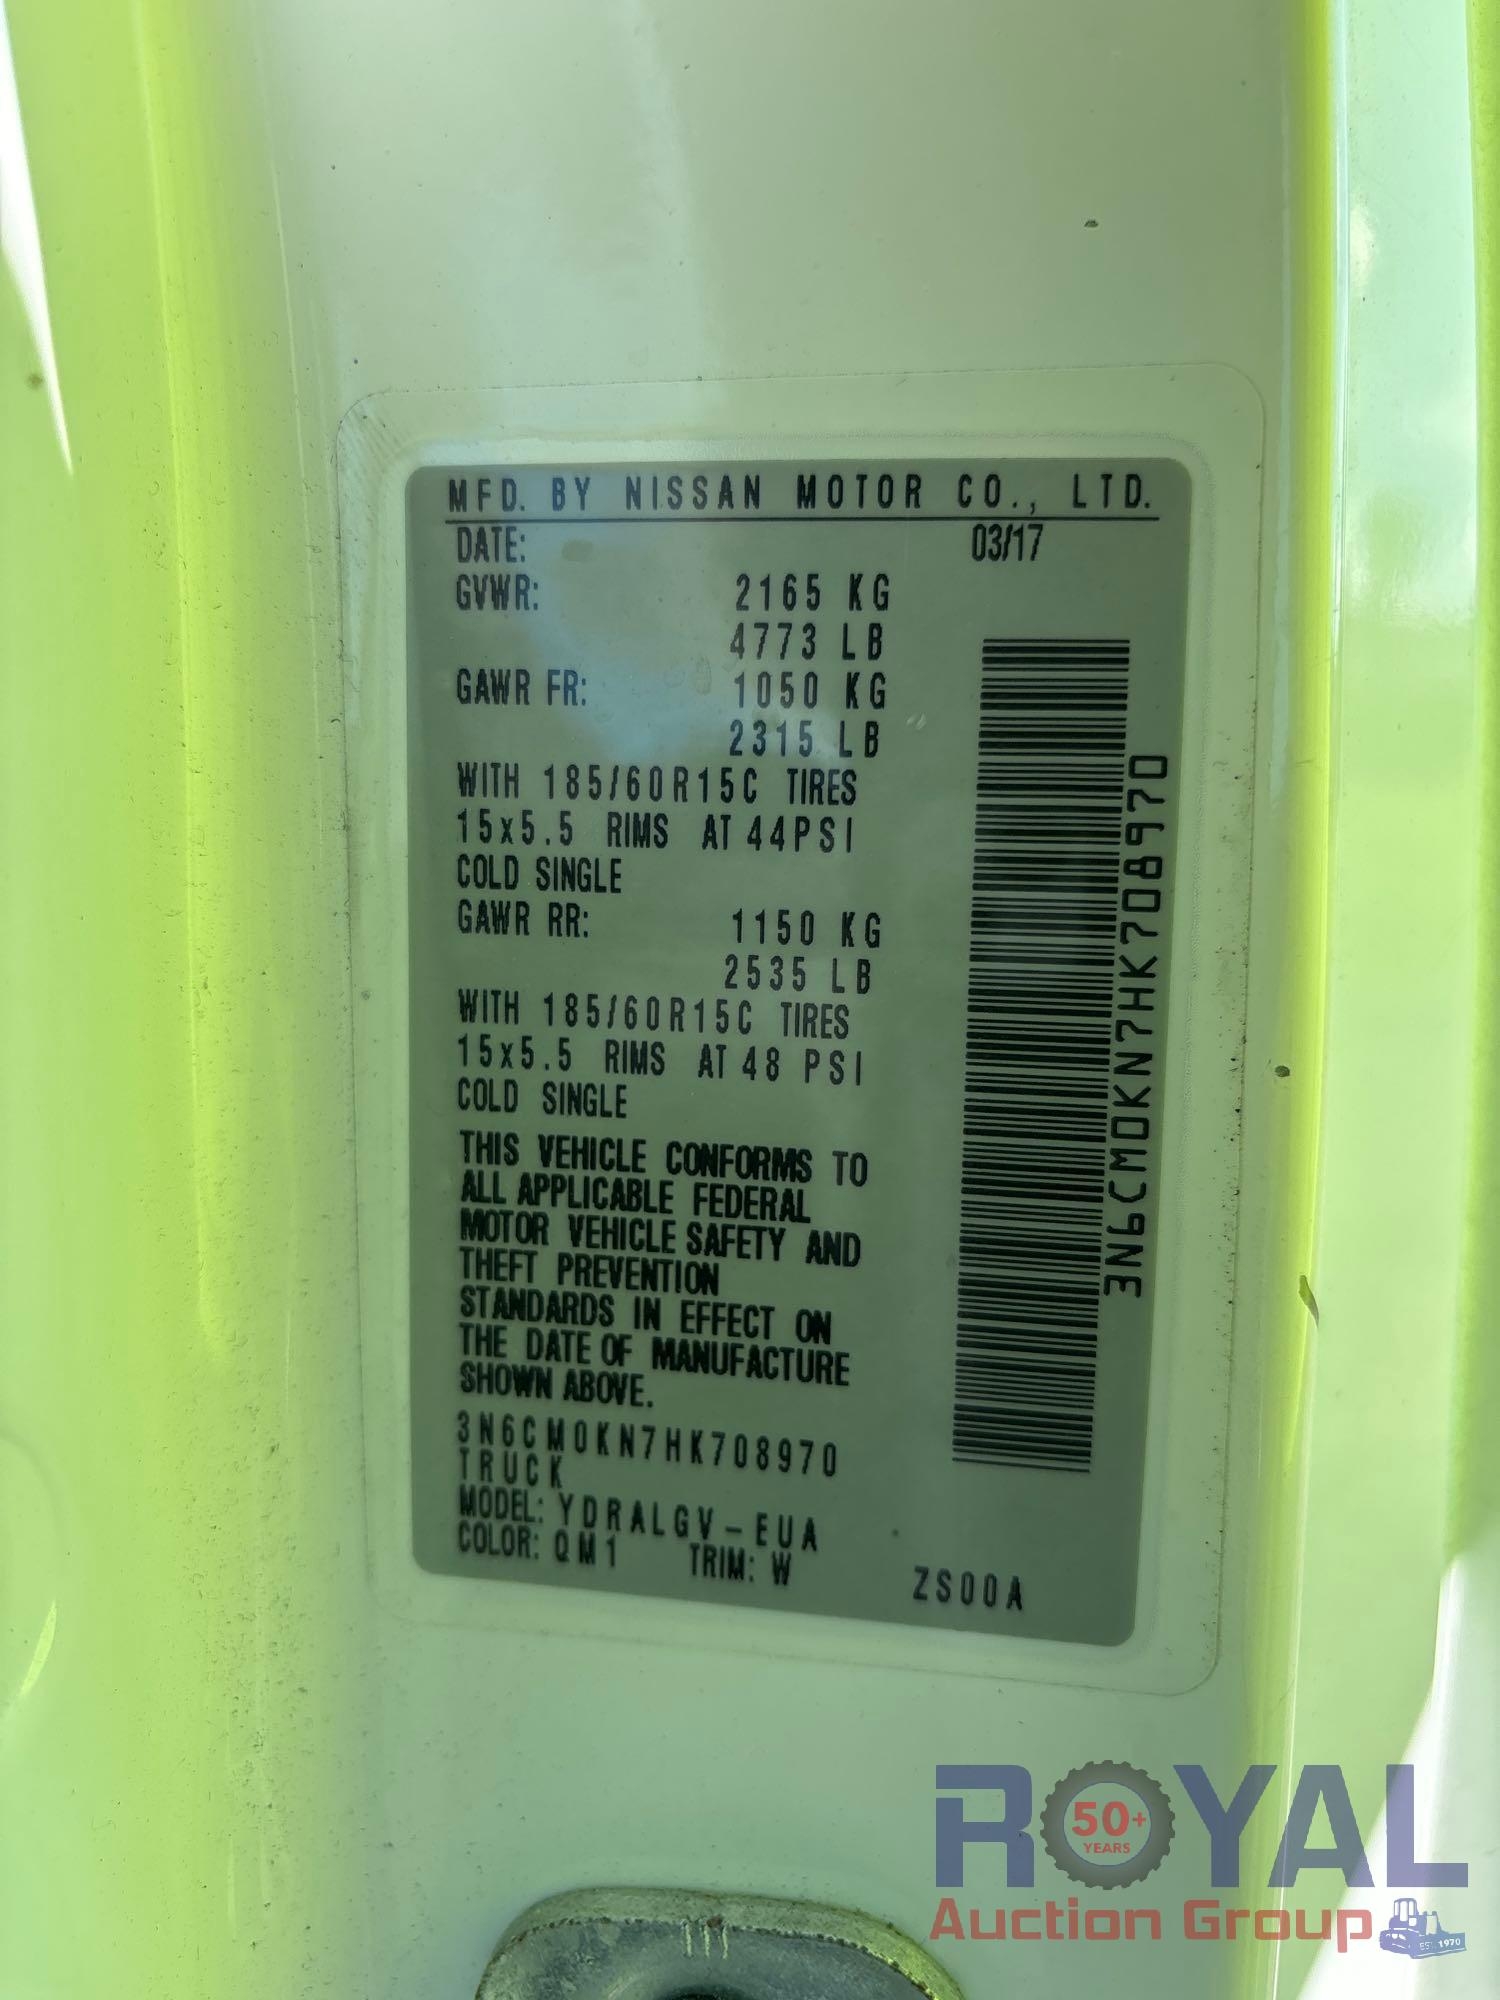 MFD. BY NISSAN MOTOR CO., LTD.
DATE: 03/17
GVWR: 2165 KG
4773 LB
GAWR FR: 1050 KG
2315 LB
WITH 185/60R15C TIRES
15x5.5 RIMS AT 44PSI
COLD SINGLE
GAWR RR: 1150 KG
2535 LB
WITH 185/60R15C TIRES
15x5.5 RIMS AT 48 PSI
COLD SINGLE
THIS VEHICLE CONFORMS TO
ALL APPLICABLE FEDERAL
MOTOR VEHICLE SAFETY AND
THEFT PREVENTION
STANDARDS IN EFFECT ON
THE DATE OF MANUFACTURE
SHOWN ABOVE.
3N6CM0KN7HK708970
TRUCK
MODEL: YDRALGV-EUA
COLOR: QM1 TRIM: W ZS00A
3N6CM0KN7HK708970
ROYAL
50+
YEARS
Auction Group
EST. 1970